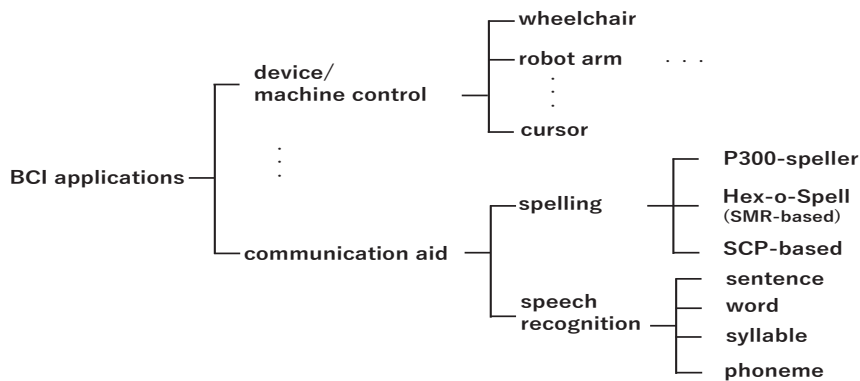 BCI applications
device/
machine control
wheelchair
robot arm
cursor
communication aid
spelling
P300-speller
Hex-o-Spell
(SMR-based)
SCP-based
speech
recognition
sentence
word
syllable
phoneme